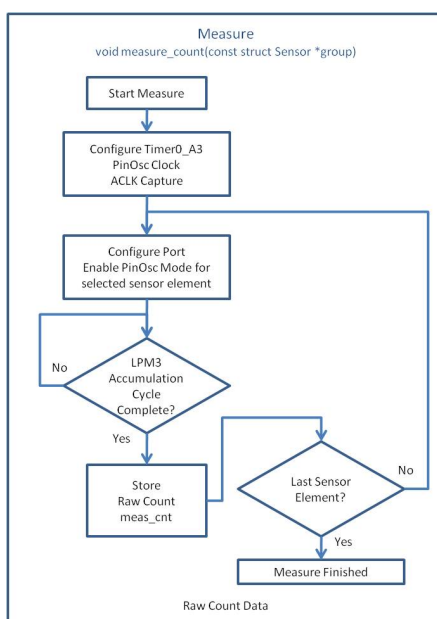 Measure
void measure_count(const struct Sensor *group)
Start Measure
Configure Timer0_A3
PinOsc Clock
ACLK Capture
Configure Port
Enable PinOsc Mode for
selected sensor element
No
LPM3
Accumulation
Cycle
Complete?
Yes
Store
Raw Count
meas_cnt
Last Sensor
Element?
No
Yes
Measure Finished
Raw Count Data